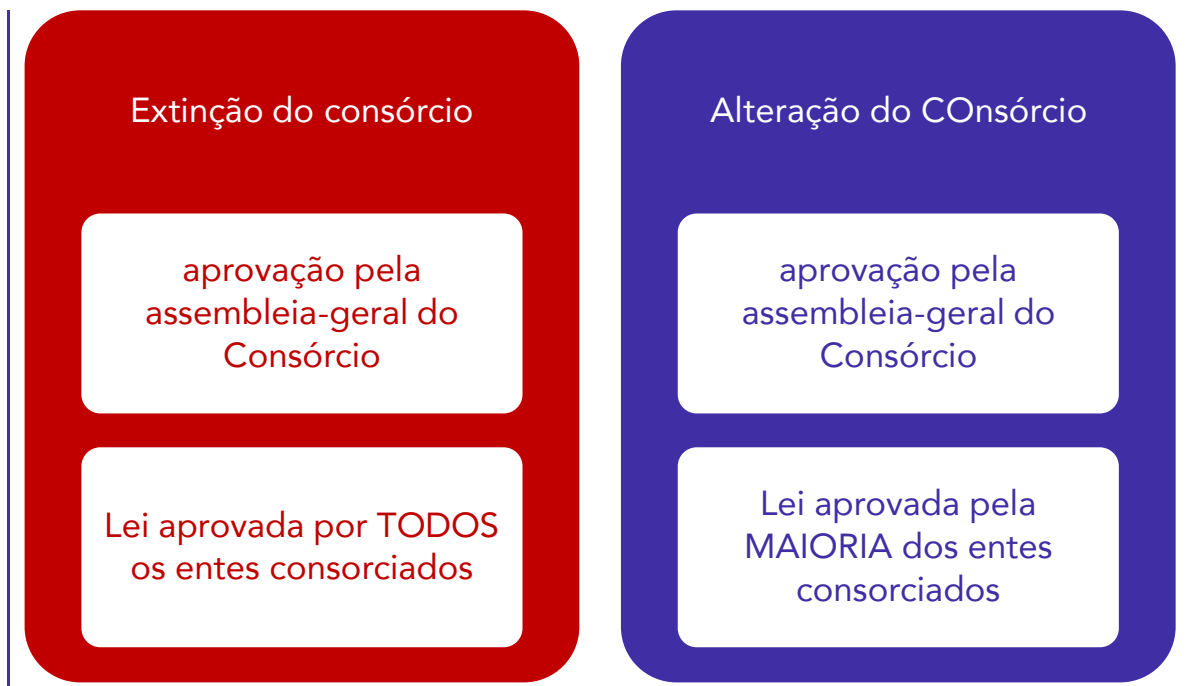 Extinção do consórcio
aprovação pela
assembleia-geral do
Consórcio
Lei aprovada por TODOS
os entes consorciados
Alteração do COnsórcio
aprovação pela
assembleia-geral do
Consórcio
Lei aprovada pela
MAIORIA dos entes
consorciados